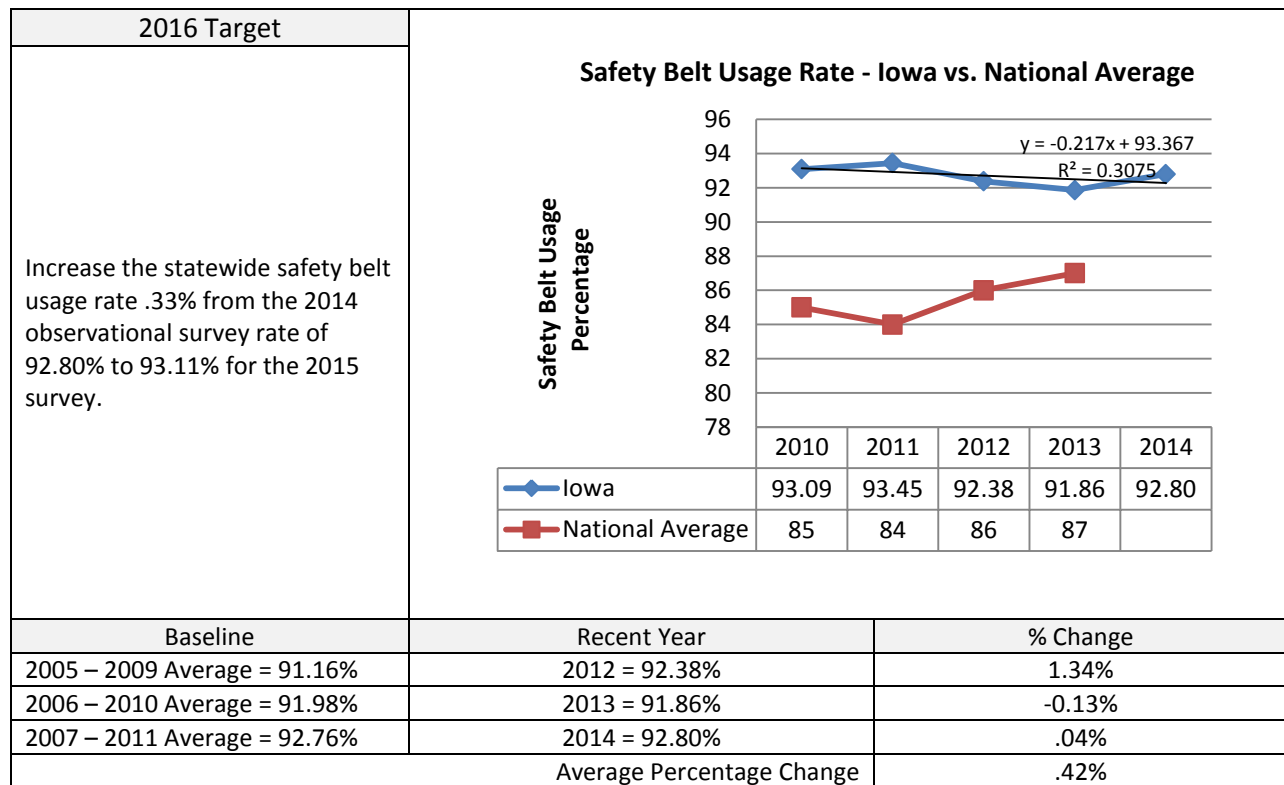 2016 Target
Increase the statewide safety belt
usage rate .33% from the 2014
observational survey rate of
92.80% to 93.11% for the 2015
survey.
Safety Belt Usage Rate - Iowa vs. National Average
Safety Belt Usage
Percentage
96
94
92
90
88
86
84
82
80
78
y = -0.217x + 93.367
R² = 0.3075
2010 2011 2012 2013 2014
Iowa 93.09 93.45 92.38 91.86 92.80
National Average 85 84 86 87
Baseline Recent Year % Change
2005 – 2009 Average = 91.16% 2012 = 92.38% 1.34%
2006 – 2010 Average = 91.98% 2013 = 91.86% -0.13%
2007 – 2011 Average = 92.76% 2014 = 92.80% .04%
Average Percentage Change .42%